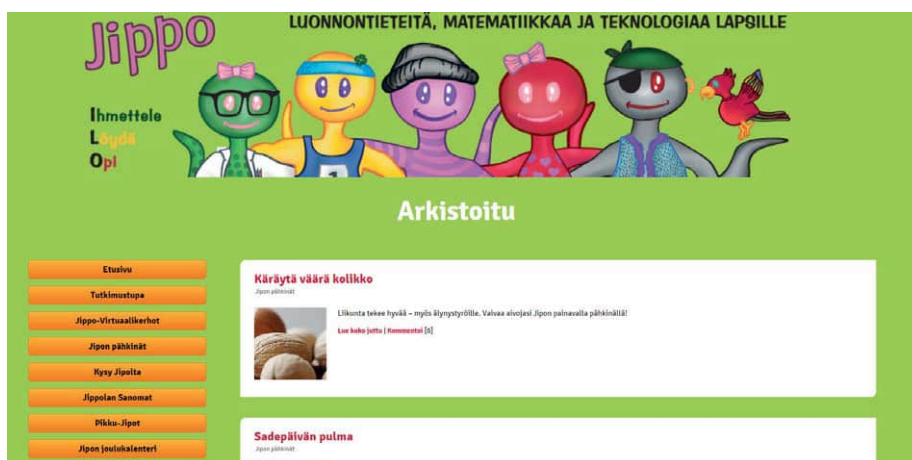 Jippo
LUONNONTIETEITÄ, MATEMATIIKKAA JA TEKNOLOGIAA LAPSILLE
Ihmettele
Löydä
Opi
1
Arkistoitu
Etusivu
Tutkimustupa
Jippo-Virtuaalikerhot
Jipon pähkinät
Kysy Jipolta
Jippolan Sanomat
Pikku-Jipot
Jipon joulukalenteri
Käräytä väärä kolikko
Jipon pähkinät
Liikunta tekee hyvää – myös älynystyröille. Vaivaa aivojasi Jipon painavalla pähkinällä!
Lue koko juttu | Kommentoi [0]
Sadepäivän pulma
Jipon pähkinät